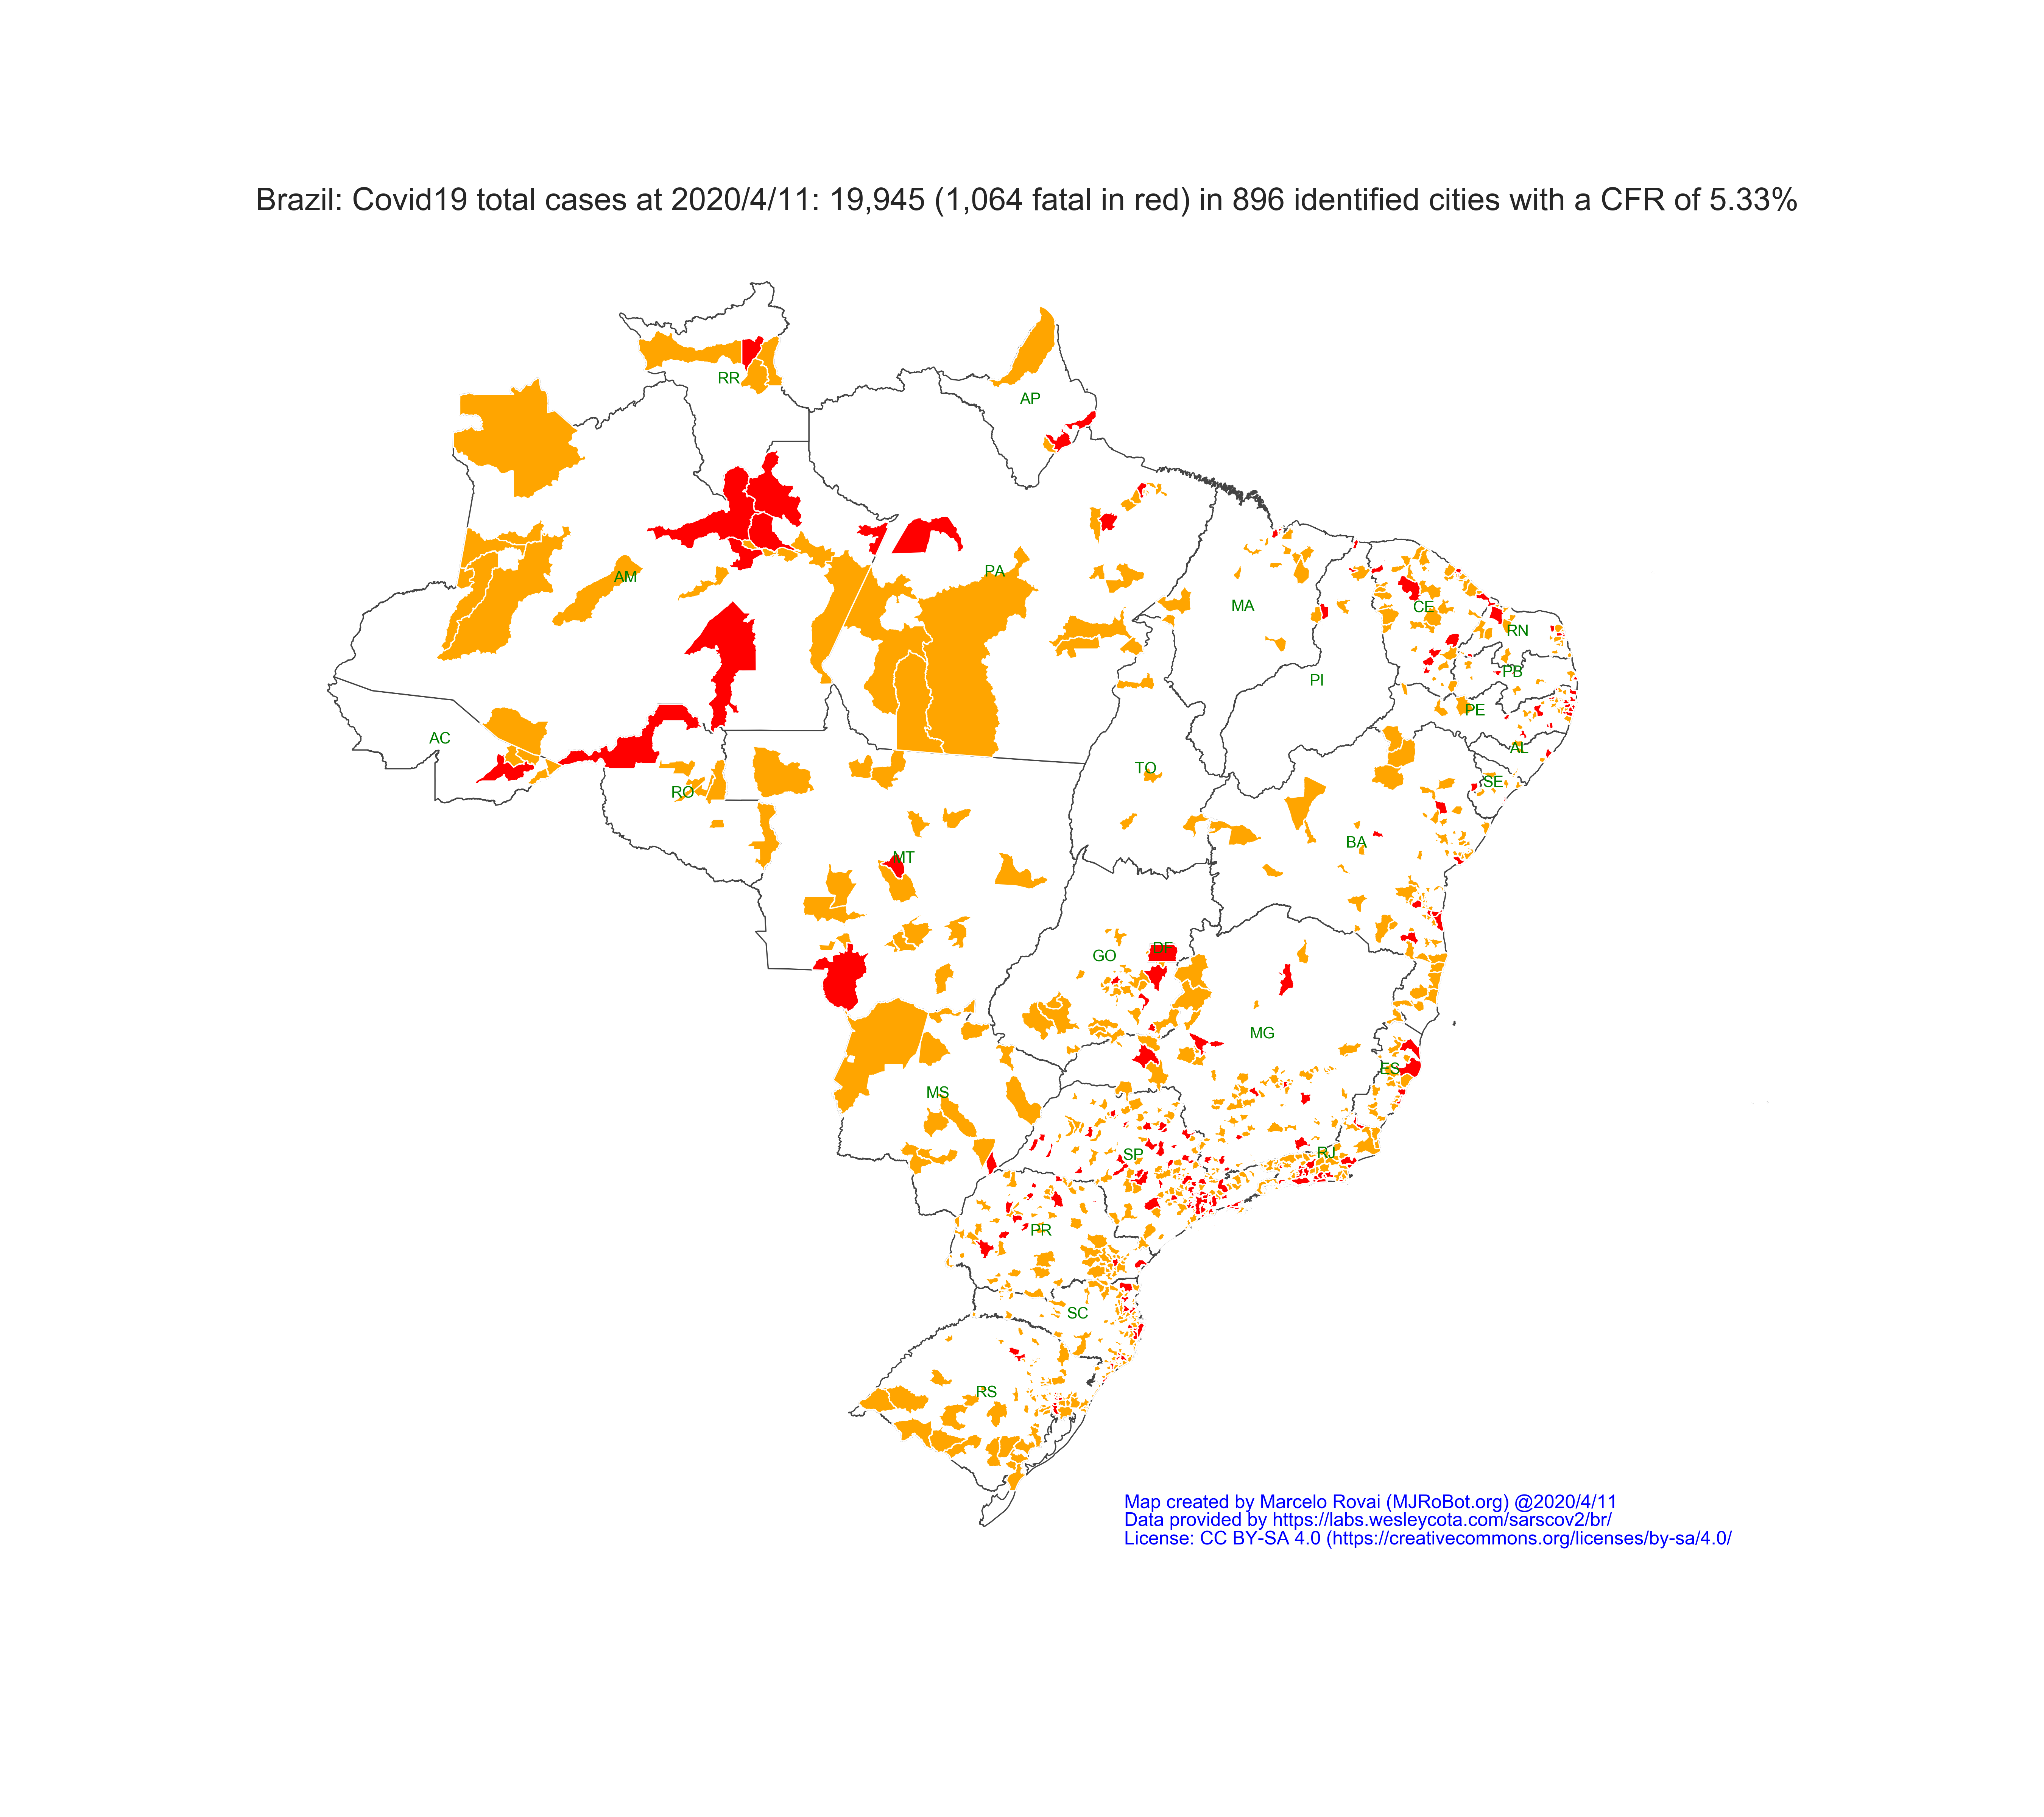 Brazil: Covid19 total cases at 2020/4/11: 19,945 (1,064 fatal in red) in 896 identified cities with a CFR of 5.33%
RR
AP
AM
PA
MA
CE
RN
PB
PI
PE
AC
AL
TO
SE
RO
BA
MT
DF
GO
MG
ES
MS
RJ
SP
PR
SC
RS
Map created by Marcelo Rovai (MJRoBot.org) @2020/4/11
Data provided by https://labs.wesleycota.com/sarscov2/br/
License: CC BY-SA 4.0 (https://creativecommons.org/licenses/by-sa/4.0/